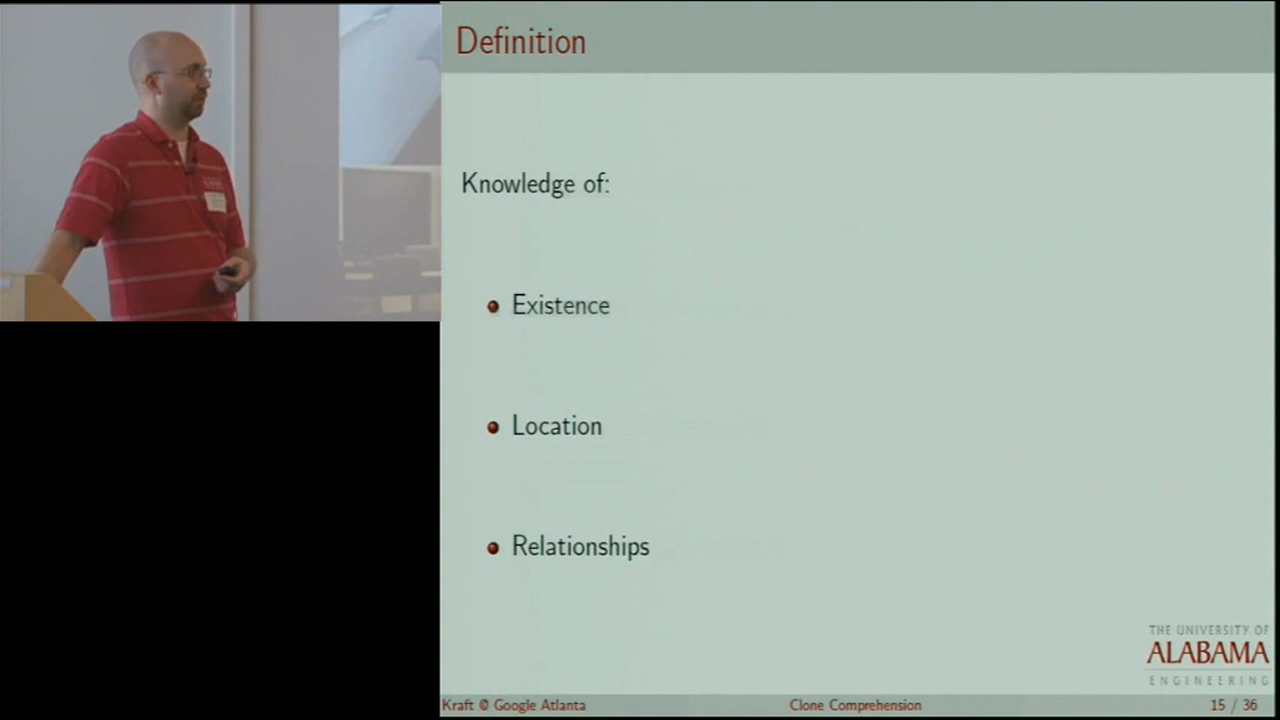 Definition
Knowledge of:
Existence
Location
Relationships
THE UNIVERSITY OF
ALABAMA
ENGINEERING
Kraft @ Google Atlanta
Clone Comprehension
15 / 36